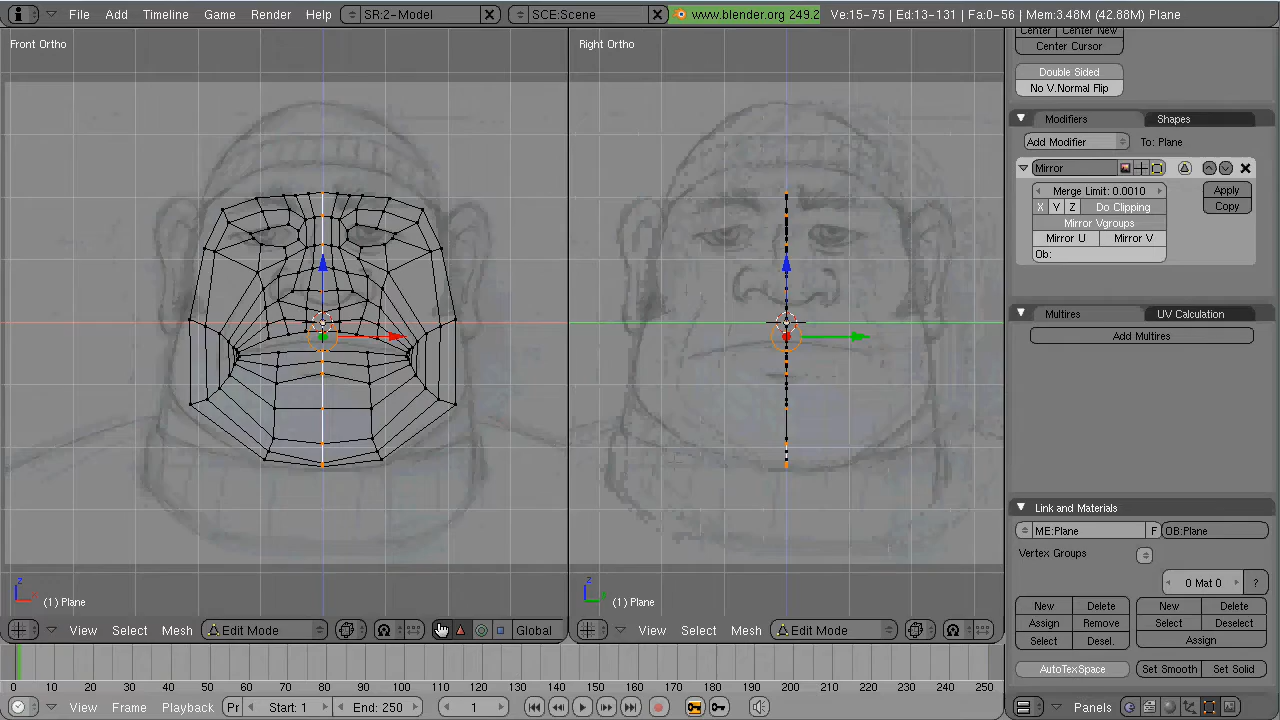 File Add Timeline Game Render Help SR:2-Model SCE:Scene www.blender.org 249.2 Ve:15-75 | Ed:13-131 | Fa:0-56 | Mem:3.48M (42.88M) Plane
Front Ortho
Right Ortho
Center Center New
Center Cursor
Double Sided
No V.Normal Flip
Modifiers Shapes
Add Modifier To: Plane
Mirror
Merge Limit: 0.0010 Apply
X Y Z Do Clipping Copy
Mirror Vgroups
Mirror U Mirror V
Ob:
Multires UV Calculation
Add Multires
Link and Materials
ME:Plane F OB:Plane
Vertex Groups
0 Mat 0 ?
New Delete New Delete
Assign Remove Select Deselect
Select Desel. Assign
AutoTexSpace Set Smooth Set Solid
z
x
(1) Plane
z
y
(1) Plane
View Select Mesh Edit Mode Global
View Select Mesh Edit Mode
0 10 20 30 40 50 60 70 80 90 100 110 120 130 140 150 160 170 180 190 200 210 220 230 240 250
View Frame Playback Pr Start: 1 End: 250 1
Panels